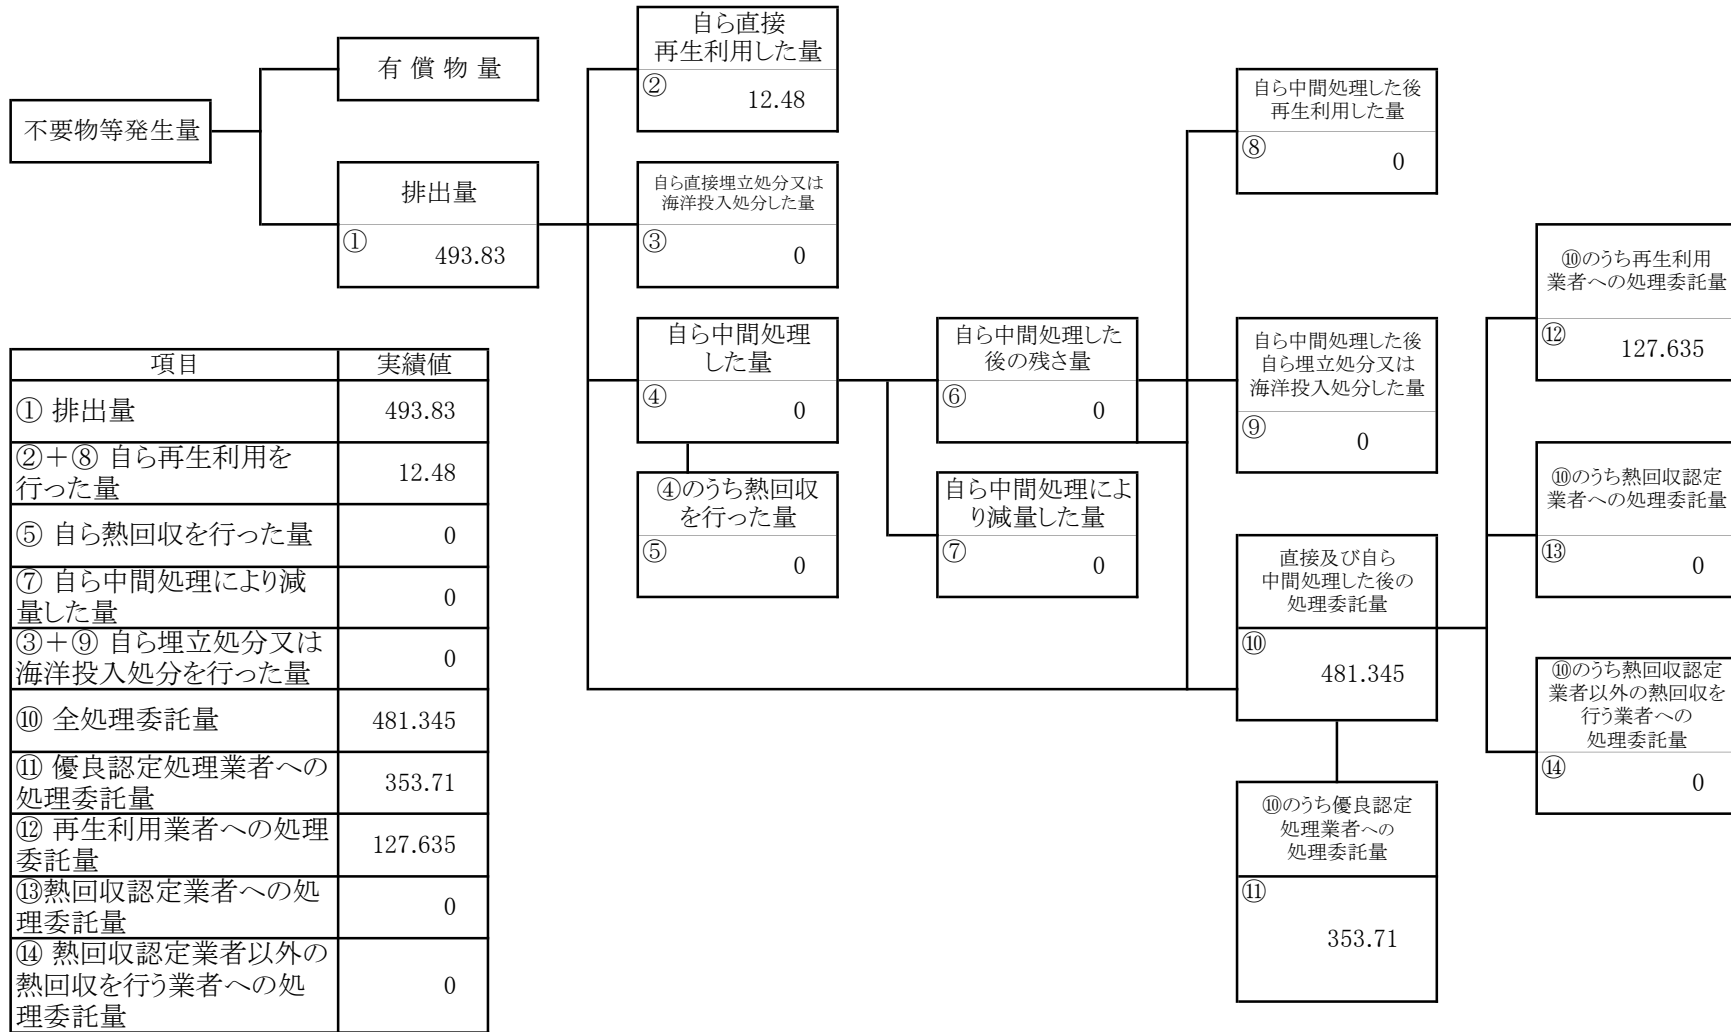 不要物等発生量
有 償 物 量
排出量
①
493.83
自ら直接
再生利用した量
②
12.48
自ら直接埋立処分又は
海洋投入処分した量
③
0
自ら中間処理
した量
④
0
④のうち熱回収
を行った量
⑤
0
自ら中間処理した
後の残さ量
⑥
0
自ら中間処理によ
り減量した量
⑦
0
自ら中間処理した後
再生利用した量
⑧
0
自ら中間処理した後
自ら埋立処分又は
海洋投入処分した量
⑨
0
直接及び自ら
中間処理した後の
処理委託量
⑩
481.345
⑩のうち優良認定
処理業者への
処理委託量
⑪
353.71
⑩のうち再生利用
業者への処理委託量
⑫
127.635
⑩のうち熱回収認定
業者への処理委託量
⑬
0
⑩のうち熱回収認定
業者以外の熱回収を
行う業者への
処理委託量
⑭
0
項目 実績値
① 排出量 493.83
②+⑧ 自ら再生利用を
行った量 12.48
⑤ 自ら熱回収を行った量 0
⑦ 自ら中間処理により減
量した量 0
③+⑨ 自ら埋立処分又は
海洋投入処分を行った量 0
⑩ 全処理委託量 481.345
⑪ 優良認定処理業者への
処理委託量 353.71
⑫ 再生利用業者への処理
委託量 127.635
⑬熱回収認定業者への処
理委託量 0
⑭ 熱回収認定業者以外の
熱回収を行う業者への処
理委託量 0